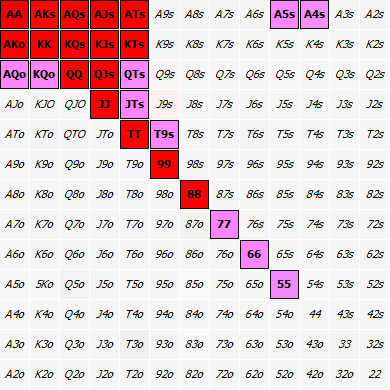 AA AKs AQs AJs ATs A9s A8s A7s A6s A5s A4s A3s A2s
AKo KK KQs KJs KTs K9s K8s K7s K6s K5s K4s K3s K2s
AQo KQo QQ QJs QTs Q9s Q8s Q7s Q6s Q5s Q4s Q3s Q2s
AJo KJO QJO JJ JTs J9s J8s J7s J6s J5s J4s J3s J2s
ATo KTo QTO JTo TT T9s T8s T7s T6s T5s T4s T3s T2s
A9o K9o Q9o J9o T9o 99 98s 97s 96s 95s 94s 93s 92s
A8o K8o Q8o J8o T8o 98o 88 87s 86s 85s 84s 83s 82s
A7o K7o Q7o J7o T7o 97o 87o 77 76s 75s 74s 73s 72s
A6o K6o Q6o J6o T6o 96o 86o 76o 66 65s 64s 63s 62s
A5o 5Ko Q5o J5o T5o 95o 85o 75o 65o 55 54s 53s 52s
A4o K4o Q4o J4o T4o 94o 84o 74o 64o 54o 44 43s 42s
A3o K3o Q3o J3o T3o 93o 83o 73o 63o 53o 43o 33 32s
A2o K2o Q2o J2o T2o 92o 82o 72o 62o 52o 42o 32o 22